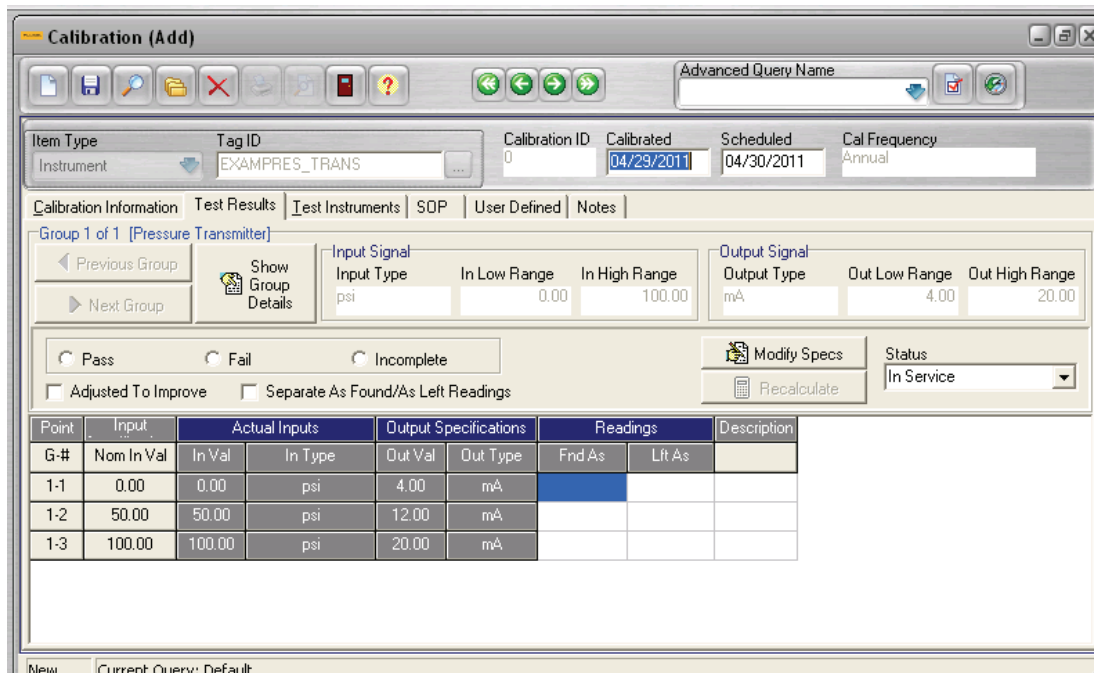 Calibration (Add)
Advanced Query Name
Item Type
Tag ID
Calibration ID
Calibrated
Scheduled
Cal Frequency
Instrument
EXAMPRES_TRANS
...
0
04/29/2011
04/30/2011
Annual
Calibration Information
Test Results
Test Instruments
SOP
User Defined
Notes
Group 1 of 1 [Pressure Transmitter]
Previous Group
Next Group
Show Group Details
Input Signal
Input Type
In Low Range
In High Range
psi
0.00
100.00
Output Signal
Output Type
Out Low Range
Out High Range
mA
4.00
20.00
Pass
Fail
Incomplete
Adjusted To Improve
Separate As Found/As Left Readings
Modify Specs
Recalculate
Status
In Service
Point Input Actual Inputs Output Specifications Readings Description
G-# Nom In Val In Val In Type Out Val Out Type Fnd As Lft As
1-1 0.00 0.00 psi 4.00 mA
1-2 50.00 50.00 psi 12.00 mA
1-3 100.00 100.00 psi 20.00 mA
New Current Query: Default